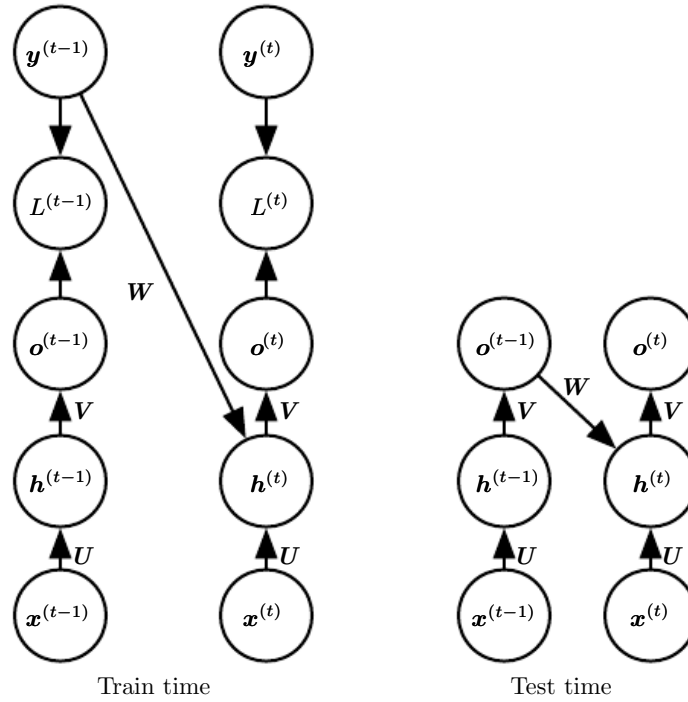 y^(t−1) y^(t)
L^(t−1) L^(t)
W
o^(t−1) o^(t) o^(t−1) o^(t)
W
V V V V
h^(t−1) h^(t) h^(t−1) h^(t)
U U U U
x^(t−1) x^(t) x^(t−1) x^(t)
Train time Test time